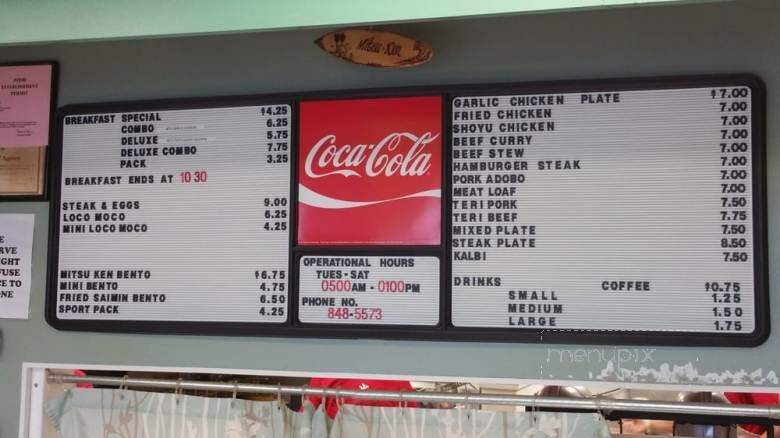 Mitsu-Ken
FOOD
ESTABLISHMENT
PERMIT
BREAKFAST SPECIAL $4.25
COMBO 6.25
DELUXE 5.75
DELUXE COMBO 7.75
PACK 3.25
BREAKFAST ENDS AT 10 30
STEAK & EGGS 9.00
LOCO MOCO 6.25
MINI LOCO MOCO 4.25
MITSU KEN BENTO $6.75
MINI BENTO 4.75
FRIED SAIMIN BENTO 6.50
SPORT PACK 4.25
Coca-Cola
OPERATIONAL HOURS
TUES-SAT
0500AM - 0100PM
PHONE NO.
848-5573
GARLIC CHICKEN PLATE $7.00
FRIED CHICKEN 7.00
SHOYU CHICKEN 7.00
BEEF CURRY 7.00
BEEF STEW 7.00
HAMBURGER STEAK 7.00
PORK ADOBO 7.00
MEAT LOAF 7.00
TERI PORK 7.50
TERI BEEF 7.75
MIXED PLATE 7.50
STEAK PLATE 8.50
KALBI 7.50
DRINKS COFFEE $0.75
SMALL 1.25
MEDIUM 1.50
LARGE 1.75
menupix